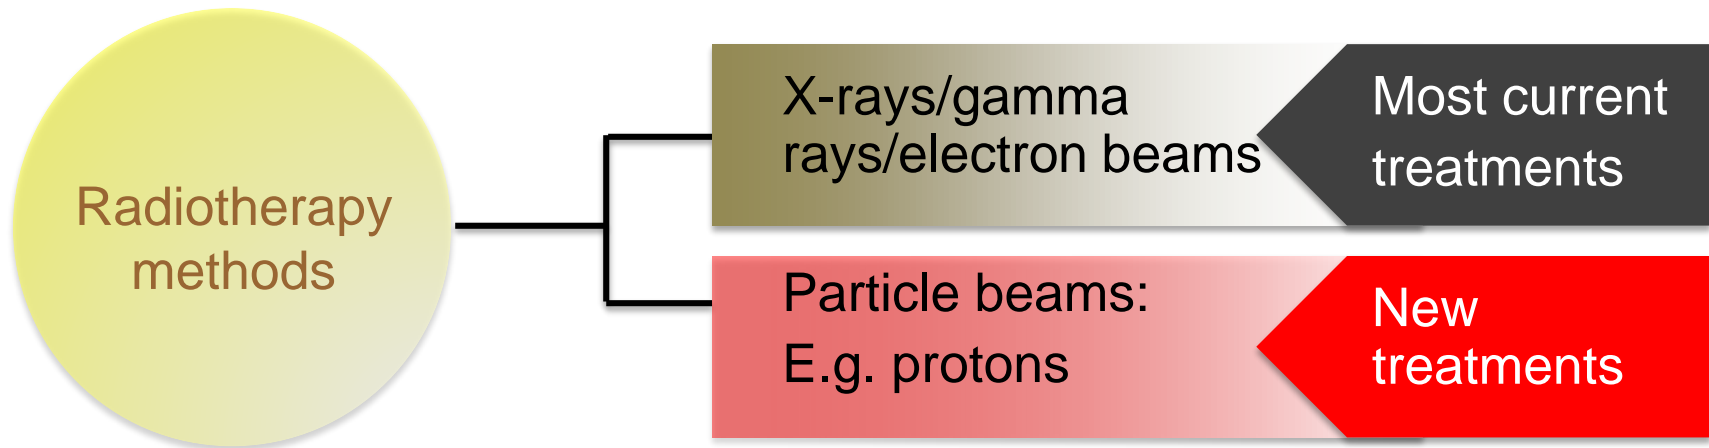 Radiotherapy
methods
X-rays/gamma
rays/electron beams
Most current
treatments
Particle beams:
E.g. protons
New
treatments